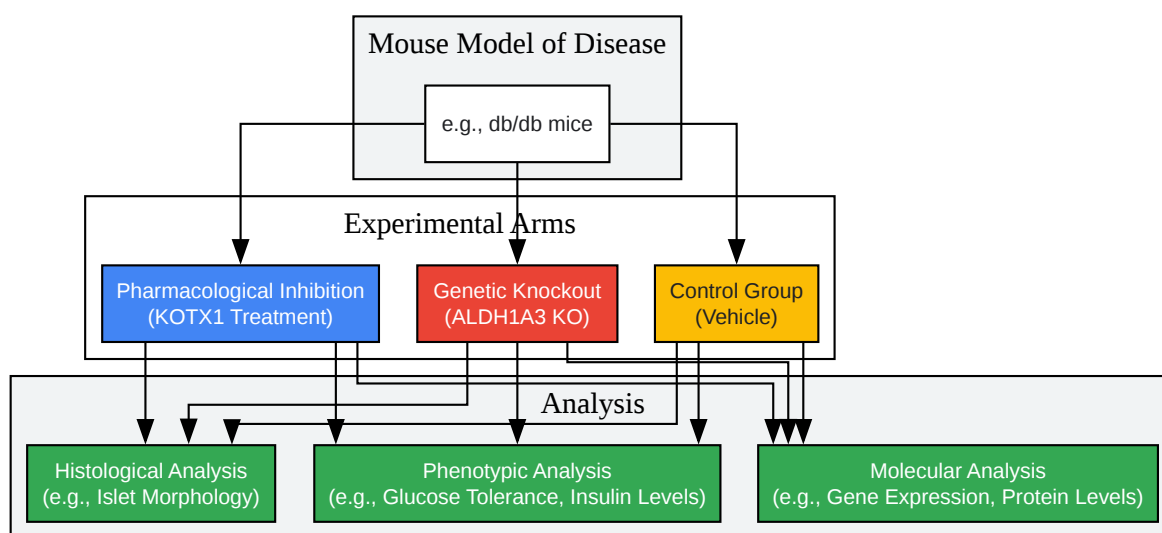 Mouse Model of Disease
e.g., db/db mice
Experimental Arms
Pharmacological Inhibition
(KOTX1 Treatment)
Genetic Knockout
(ALDH1A3 KO)
Control Group
(Vehicle)
Analysis
Histological Analysis
(e.g., Islet Morphology)
Phenotypic Analysis
(e.g., Glucose Tolerance, Insulin Levels)
Molecular Analysis
(e.g., Gene Expression, Protein Levels)